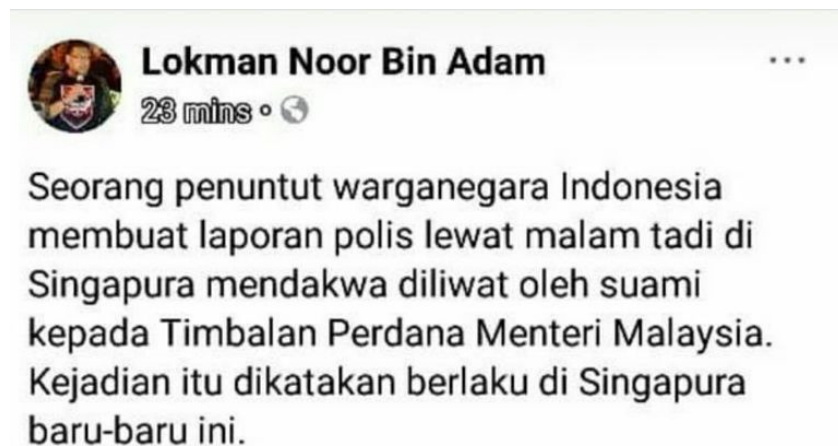 Lokman Noor Bin Adam
23 mins
Seorang penuntut warganegara Indonesia
membuat laporan polis lewat malam tadi di
Singapura mendakwa diliwat oleh suami
kepada Timbalan Perdana Menteri Malaysia.
Kejadian itu dikatakan berlaku di Singapura
baru-baru ini.